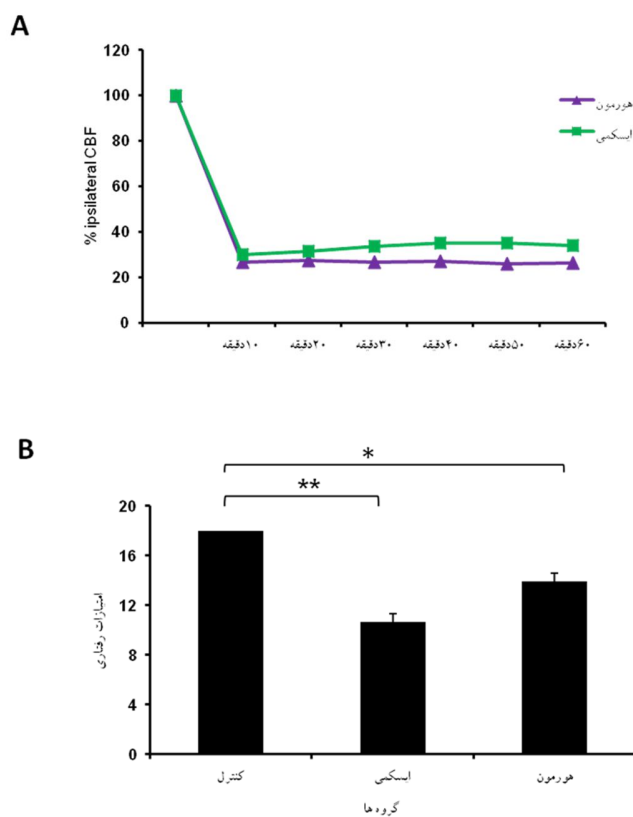 A
120
100
80
60
40
20
0
% ipsilateral CBF
هورمون
ایسکمی
۱۰دقیقه
۲۰دقیقه
۳۰دقیقه
۴۰دقیقه
۵۰دقیقه
۶۰دقیقه
B
*
**
20
16
12
8
4
0
امتیازات رفتاری
کنترل
ایسکمی
هورمون
گروه ها